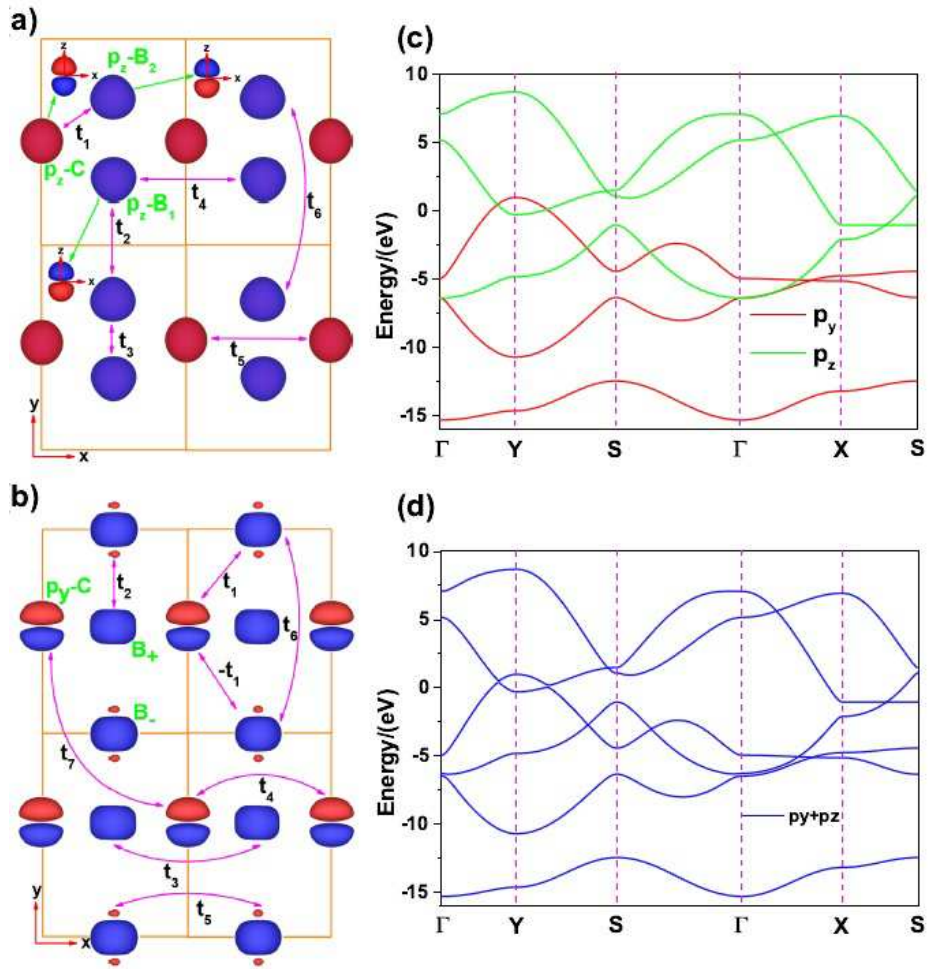 a)
z
x
p_z-B_2
z
x
t_1
p_z-C
t_4
p_z-B_1
t_6
t_2
z
x
t_3
t_5
y
x
(c)
10
5
0
-5
-10
-15
Energy/(eV)
p_y
p_z
Γ Y S Γ X S
b)
t_2
t_1
p_y-C
t_6
B_+
-t_1
B_-
t_7
t_4
t_3
t_5
y
x
(d)
10
5
0
-5
-10
-15
Energy/(eV)
py+pz
Γ Y S Γ X S